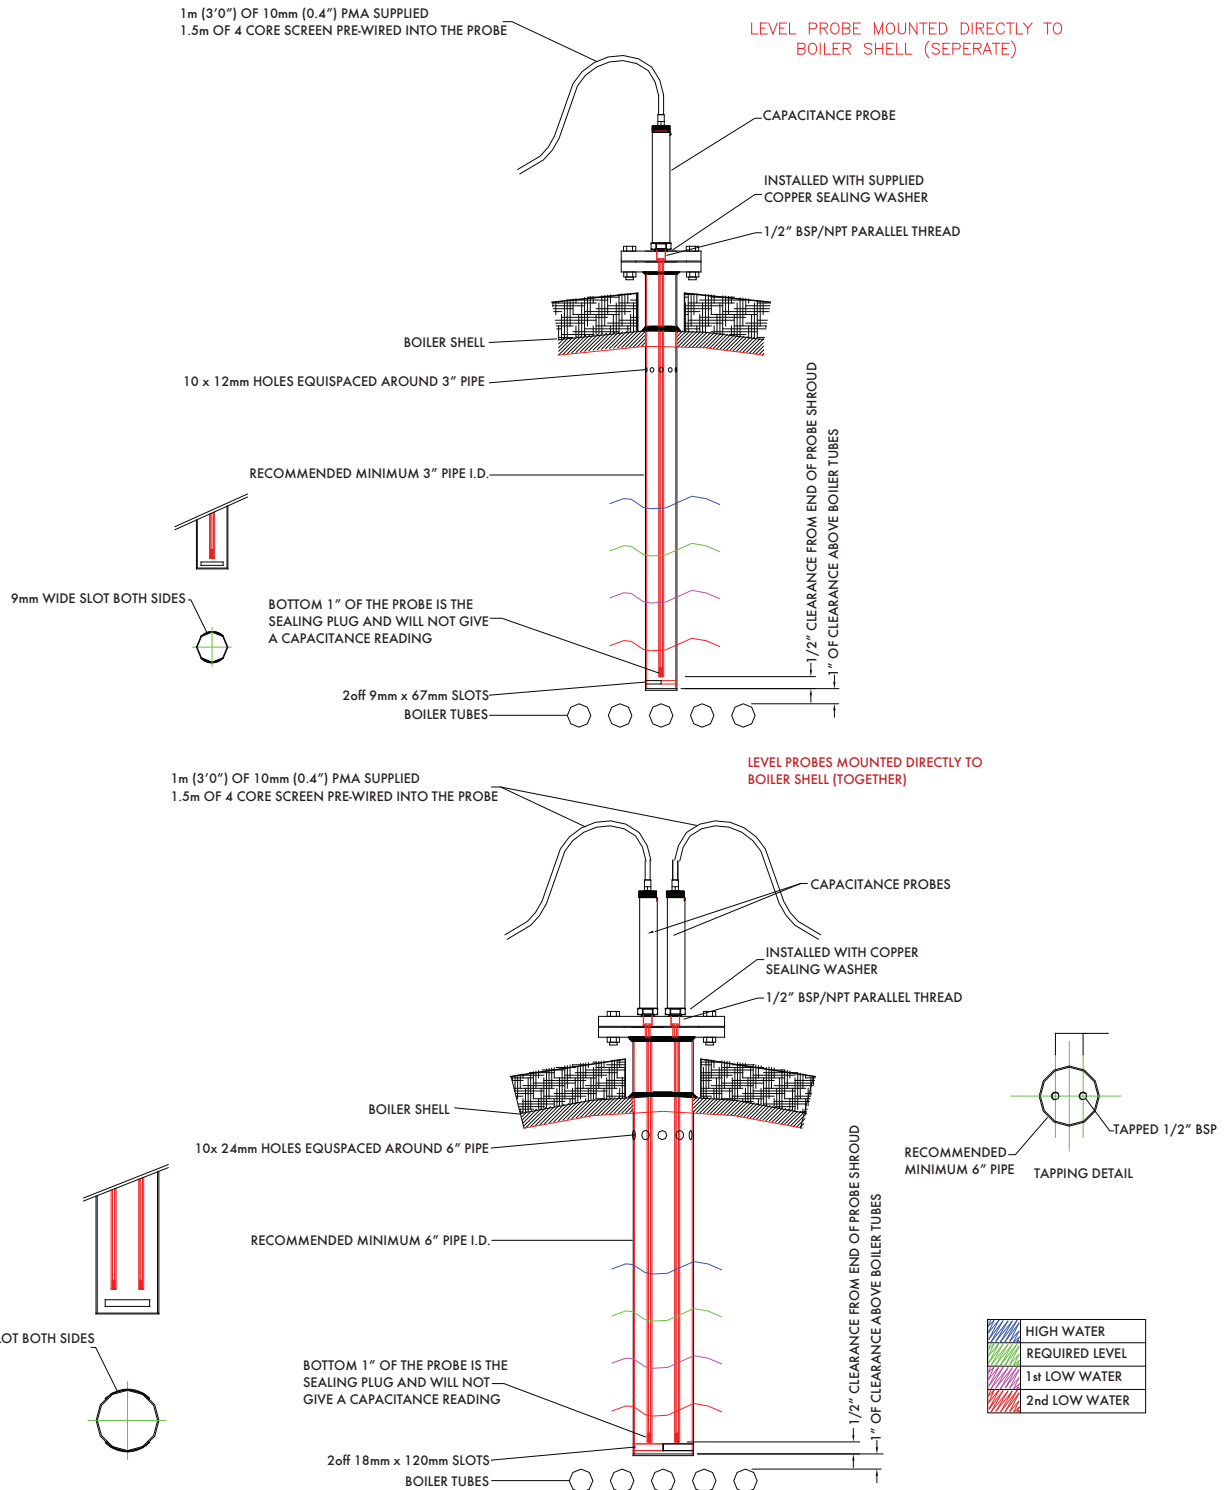 1m (3'0") OF 10mm (0.4") PMA SUPPLIED
1.5m OF 4 CORE SCREEN PRE-WIRED INTO THE PROBE
LEVEL PROBE MOUNTED DIRECTLY TO
BOILER SHELL (SEPERATE)
CAPACITANCE PROBE
INSTALLED WITH SUPPLIED
COPPER SEALING WASHER
1/2" BSP/NPT PARALLEL THREAD
BOILER SHELL
10 x 12mm HOLES EQUISPACED AROUND 3" PIPE
RECOMMENDED MINIMUM 3" PIPE I.D.
1/2" CLEARANCE FROM END OF PROBE SHROUD
1" OF CLEARANCE ABOVE BOILER TUBES
9mm WIDE SLOT BOTH SIDES
BOTTOM 1" OF THE PROBE IS THE
SEALING PLUG AND WILL NOT GIVE
A CAPACITANCE READING
2off 9mm x 67mm SLOTS
BOILER TUBES
LEVEL PROBES MOUNTED DIRECTLY TO
BOILER SHELL (TOGETHER)
1m (3'0") OF 10mm (0.4") PMA SUPPLIED
1.5m OF 4 CORE SCREEN PRE-WIRED INTO THE PROBE
CAPACITANCE PROBES
INSTALLED WITH COPPER
SEALING WASHER
1/2" BSP/NPT PARALLEL THREAD
BOILER SHELL
10x 24mm HOLES EQUSPACED AROUND 6" PIPE
RECOMMENDED MINIMUM 6" PIPE I.D.
1/2" CLEARANCE FROM END OF PROBE SHROUD
1" OF CLEARANCE ABOVE BOILER TUBES
TAPPED 1/2" BSP
RECOMMENDED
MINIMUM 6" PIPE
TAPPING DETAIL
BOTH SIDES
BOTTOM 1" OF THE PROBE IS THE
SEALING PLUG AND WILL NOT
GIVE A CAPACITANCE READING
2off 18mm x 120mm SLOTS
BOILER TUBES
HIGH WATER
REQUIRED LEVEL
1st LOW WATER
2nd LOW WATER